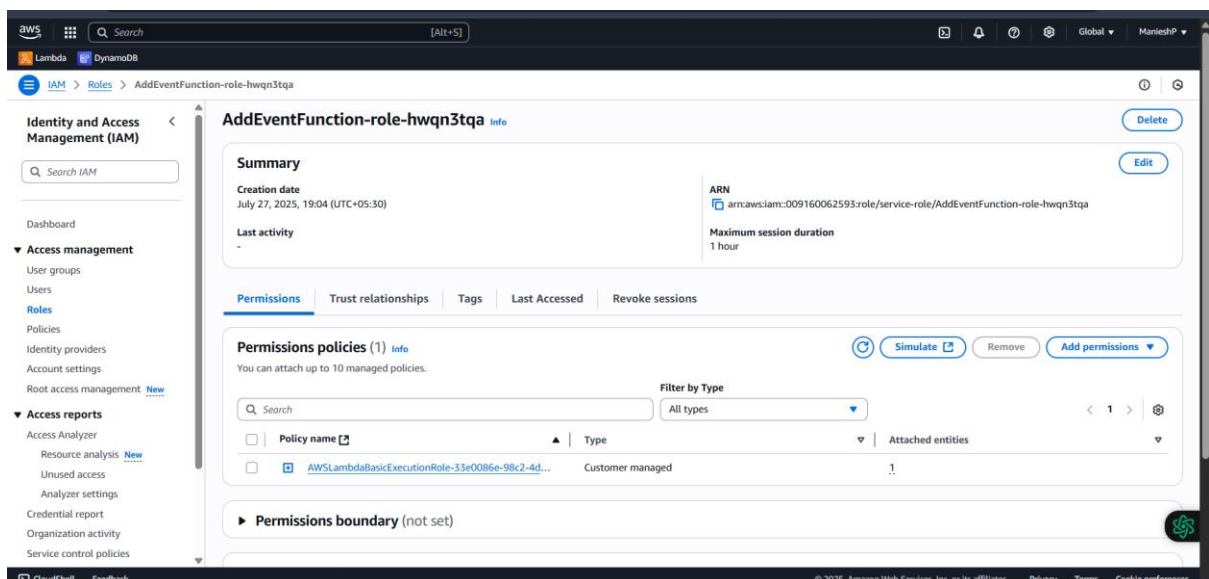 aws
Search [Alt+S] Global ManieshP
Lambda DynamoDB
IAM > Roles > AddEventFunction-role-hwqn3tqa
Identity and Access Management (IAM)
Search IAM
Dashboard
Access management
User groups
Users
Roles
Policies
Identity providers
Account settings
Root access management New
Access reports
Access Analyzer
Resource analysis New
Unused access
Analyzer settings
Credential report
Organization activity
Service control policies
AddEventFunction-role-hwqn3tqa Info Delete
Summary Edit
Creation date
July 27, 2025, 19:04 (UTC+05:30)
ARN
arn:aws:iam::009160062593:role/service-role/AddEventFunction-role-hwqn3tqa
Last activity
-
Maximum session duration
1 hour
Permissions Trust relationships Tags Last Accessed Revoke sessions
Permissions policies (1) Info Simulate Remove Add permissions
You can attach up to 10 managed policies.
Filter by Type
Search All types 1
Policy name Type Attached entities
AWSLambdaBasicExecutionRole-33e0086e-98c2-4d... Customer managed 1
Permissions boundary (not set)
CloudShell Feedback © 2025, Amazon Web Services, Inc. or its affiliates. Privacy Terms Cookie preferences